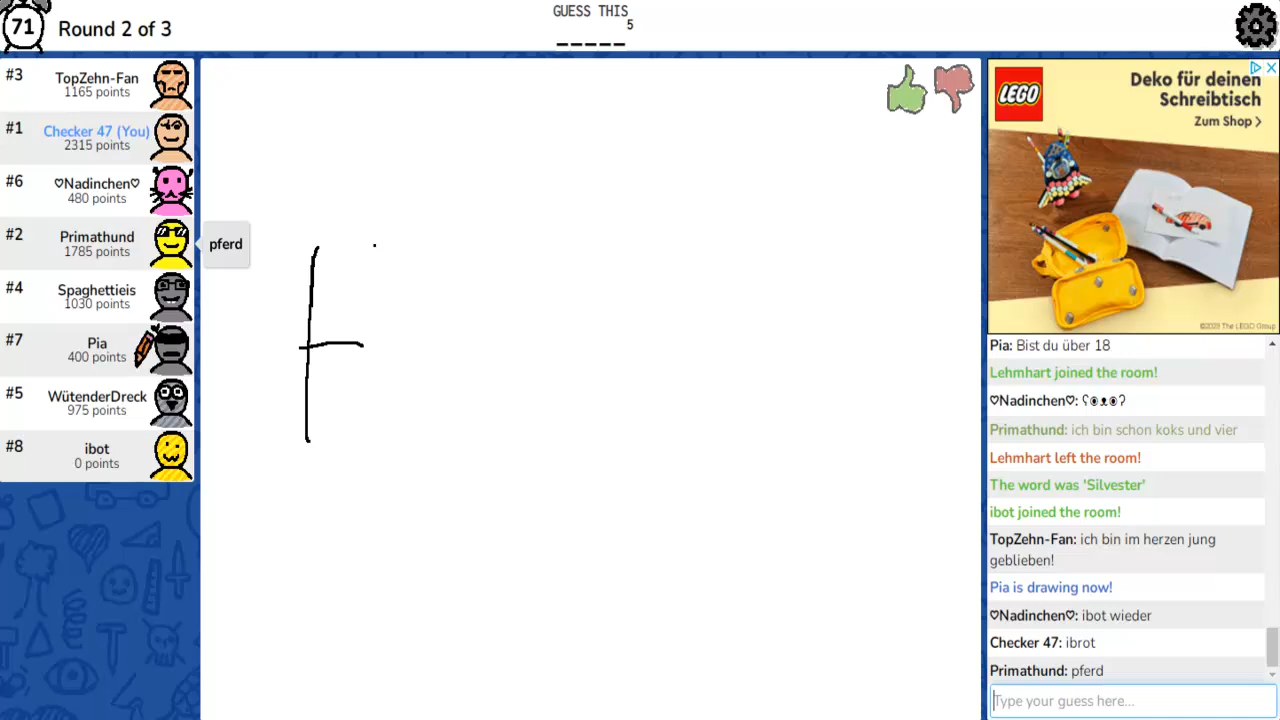 71
Round 2 of 3
GUESS THIS
5
_____
#3
TopZehn-Fan
1165 points
#1
Checker 47 (You)
2315 points
#6
♡Nadinchen♡
480 points
#2
Primathund
1785 points
pferd
#4
Spaghettieis
1030 points
#7
Pia
400 points
#5
WütenderDreck
975 points
#8
ibot
0 points
LEGO
Deko für deinen
Schreibtisch
Zum Shop >
©2023 The LEGO Group
Pia: Bist du über 18
Lehmhart joined the room!
♡Nadinchen♡: ʕ◉ᴥ◉ʔ
Primathund: ich bin schon koks und vier
Lehmhart left the room!
The word was 'Silvester'
ibot joined the room!
TopZehn-Fan: ich bin im herzen jung
geblieben!
Pia is drawing now!
♡Nadinchen♡: ibot wieder
Checker 47: ibrot
Primathund: pferd
Type your guess here...